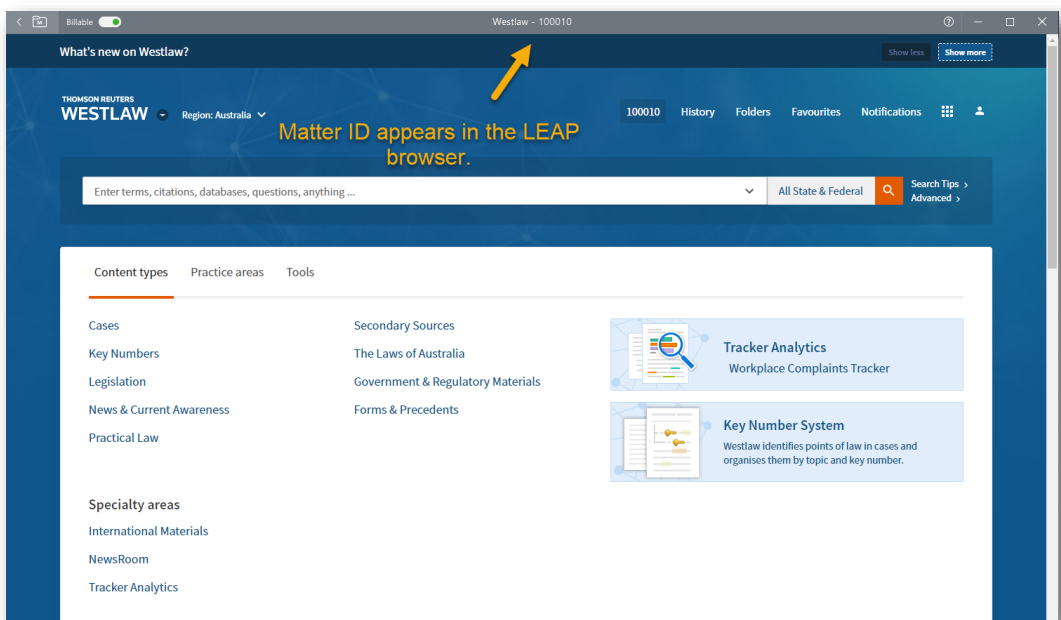 Billable
Westlaw - 100010
What's new on Westlaw?
Show less
Show more
THOMSON REUTERS
WESTLAW
Region: Australia
100010
History
Folders
Favourites
Notifications
Matter ID appears in the LEAP
browser.
Enter terms, citations, databases, questions, anything ...
All State & Federal
Search Tips
Advanced
Content types
Practice areas
Tools
Cases
Key Numbers
Legislation
News & Current Awareness
Practical Law
Secondary Sources
The Laws of Australia
Government & Regulatory Materials
Forms & Precedents
Tracker Analytics
Workplace Complaints Tracker
Key Number System
Westlaw identifies points of law in cases and
organises them by topic and key number.
Specialty areas
International Materials
NewsRoom
Tracker Analytics